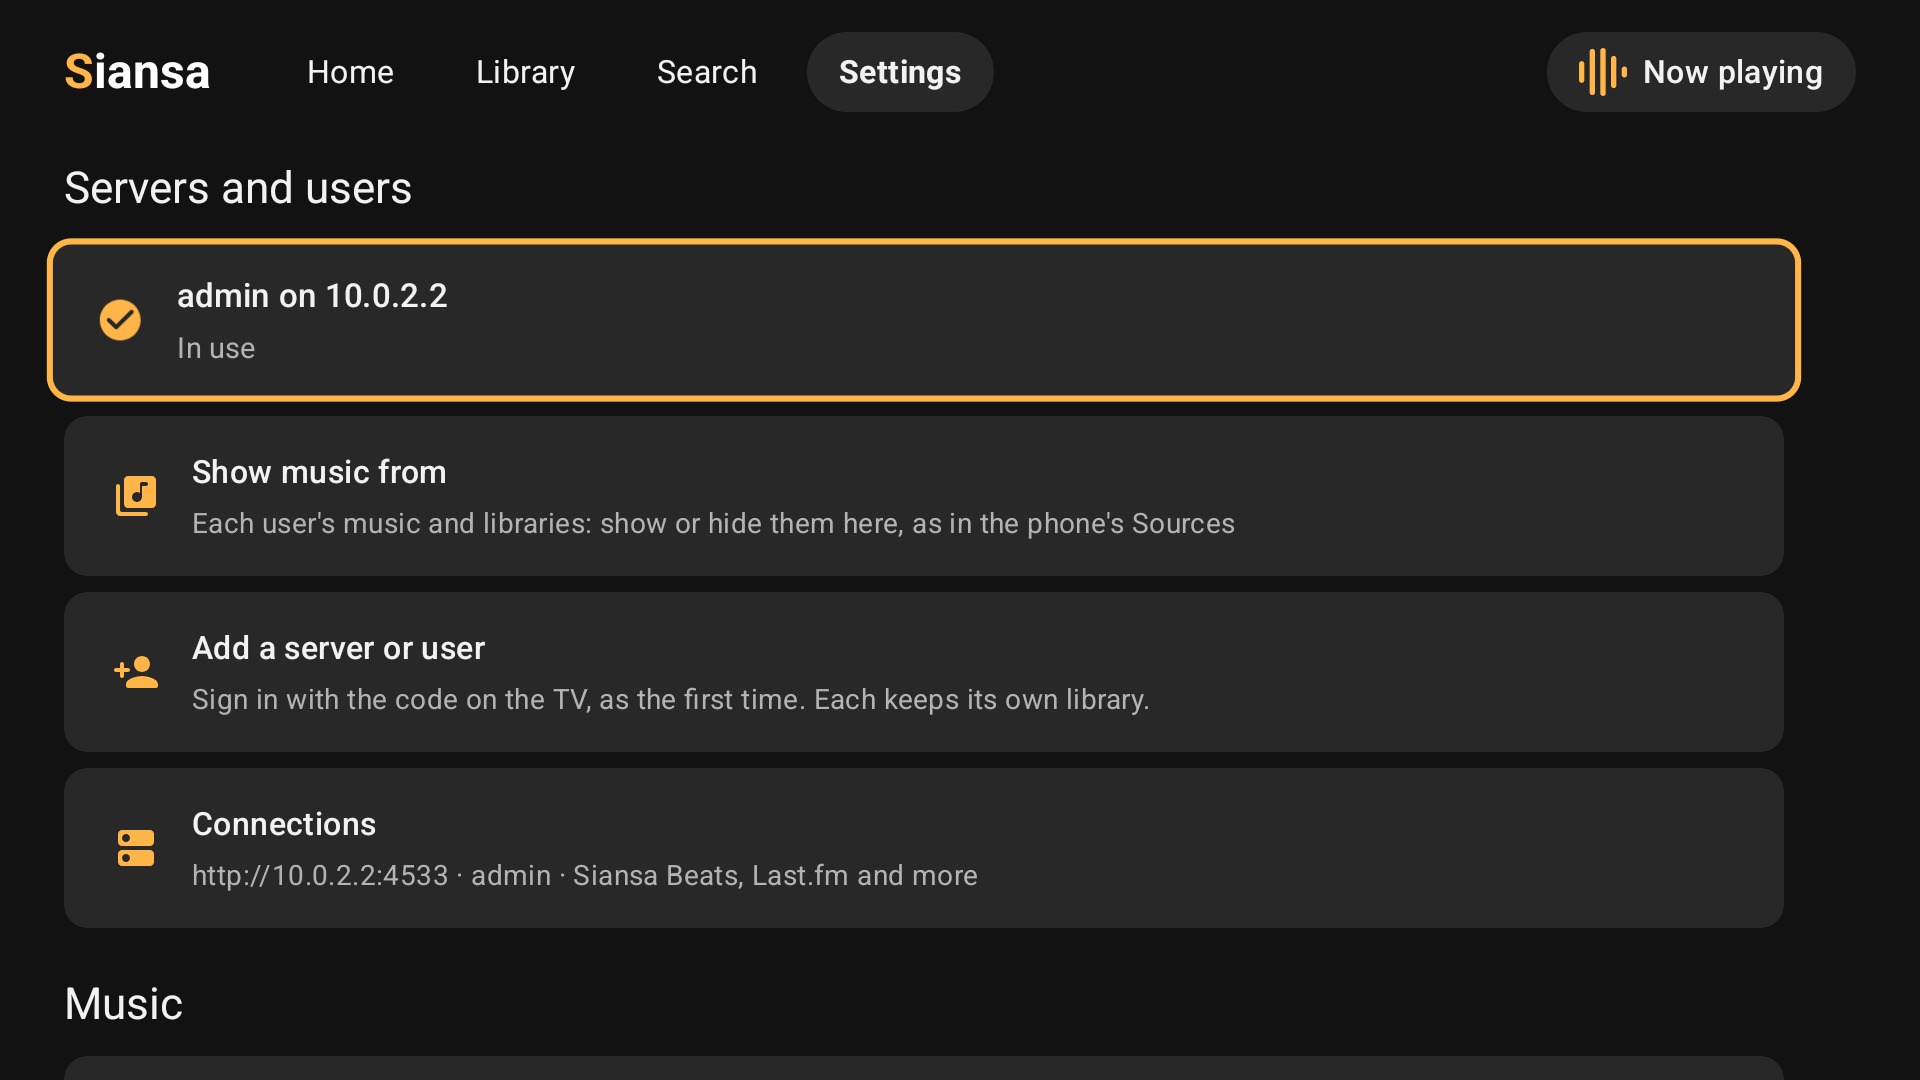 Siansa
Home
Library
Search
Settings
Now playing
Servers and users
admin on 10.0.2.2
In use
Show music from
Each user's music and libraries: show or hide them here, as in the phone's Sources
Add a server or user
Sign in with the code on the TV, as the first time. Each keeps its own library.
Connections
http://10.0.2.2:4533 · admin · Siansa Beats, Last.fm and more
Music